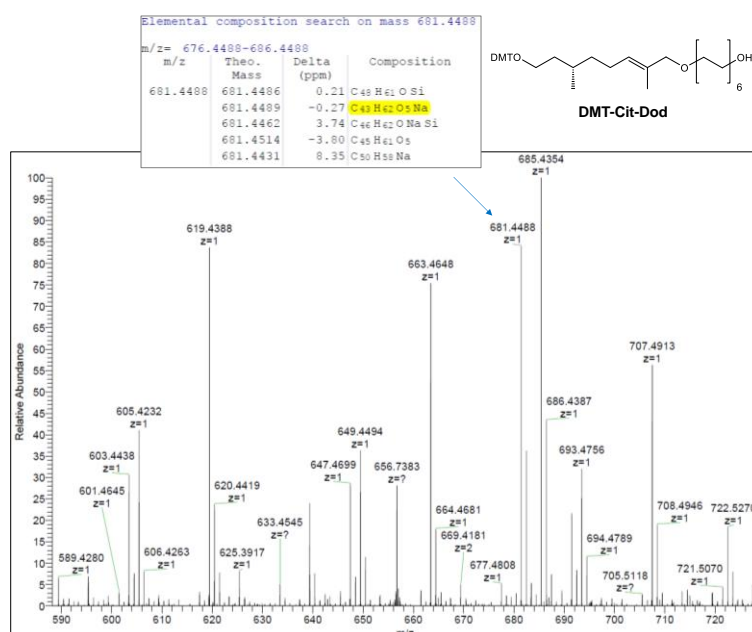 Elemental composition search on mass 681.4488
m/z= 676.4488-686.4488
m/z Theo. Delta Composition
Mass (ppm)
681.4488 681.4486 0.21 C48 H61 O Si
681.4489 -0.27 C43 H62 O5 Na
681.4462 3.74 C46 H62 O Na Si
681.4514 -3.80 C45 H61 O5
681.4431 8.35 C50 H58 Na
DMTO
O
OH
6
DMT-Cit-Dod
685.4354
z=1
681.4488
z=1
619.4388
z=1
663.4648
z=1
707.4913
z=1
686.4387
z=1
605.4232
z=1
649.4494
z=1
693.4756
z=1
603.4438
z=1
647.4699
z=1
656.7383
z=?
601.4645
z=1
620.4419
z=1
664.4681
z=1
708.4946
z=1
722.5270
z=1
633.4545
z=?
669.4181
z=2
694.4789
z=1
589.4280
z=1
606.4263
z=1
625.3917
z=1
677.4808
z=1
705.5118
z=?
721.5070
z=1
Relative Abundance
100
95
90
85
80
75
70
65
60
55
50
45
40
35
30
25
20
15
10
5
0
590 600 610 620 630 640 650 660 670 680 690 700 710 720